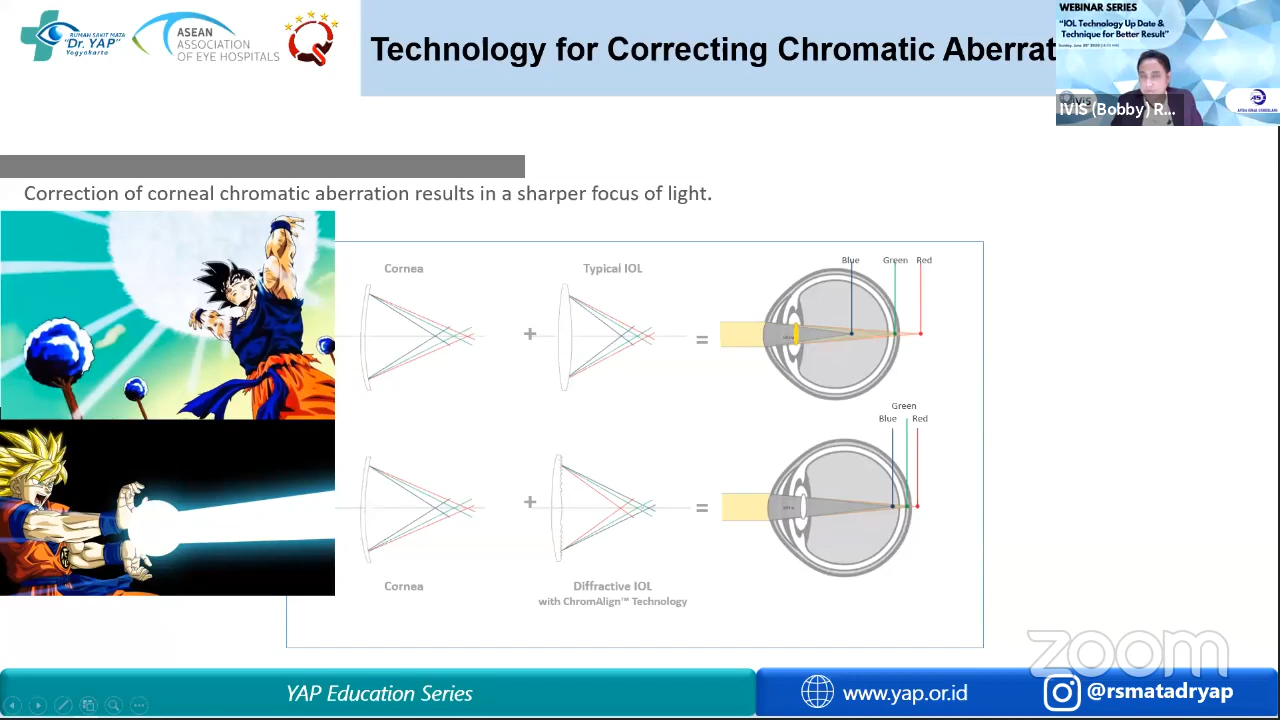 RUMAH SAKIT MATA
"Dr. YAP"
Yogyakarta
ASEAN
ASSOCIATION
OF EYE HOSPITALS
Technology for Correcting Chromatic Aberrat
WEBINAR SERIES
"IOL Technology Up Date &
Technique for Better Result"
IVIS (Bobby) R...
Correction of corneal chromatic aberration results in a sharper focus of light.
Cornea
Typical IOL
Blue
Green
Red
+
=
Green
Blue
Red
+
=
Cornea
Diffractive IOL
with ChromAlign™ Technology
zoom
YAP Education Series
www.yap.or.id
@rsmatadryap